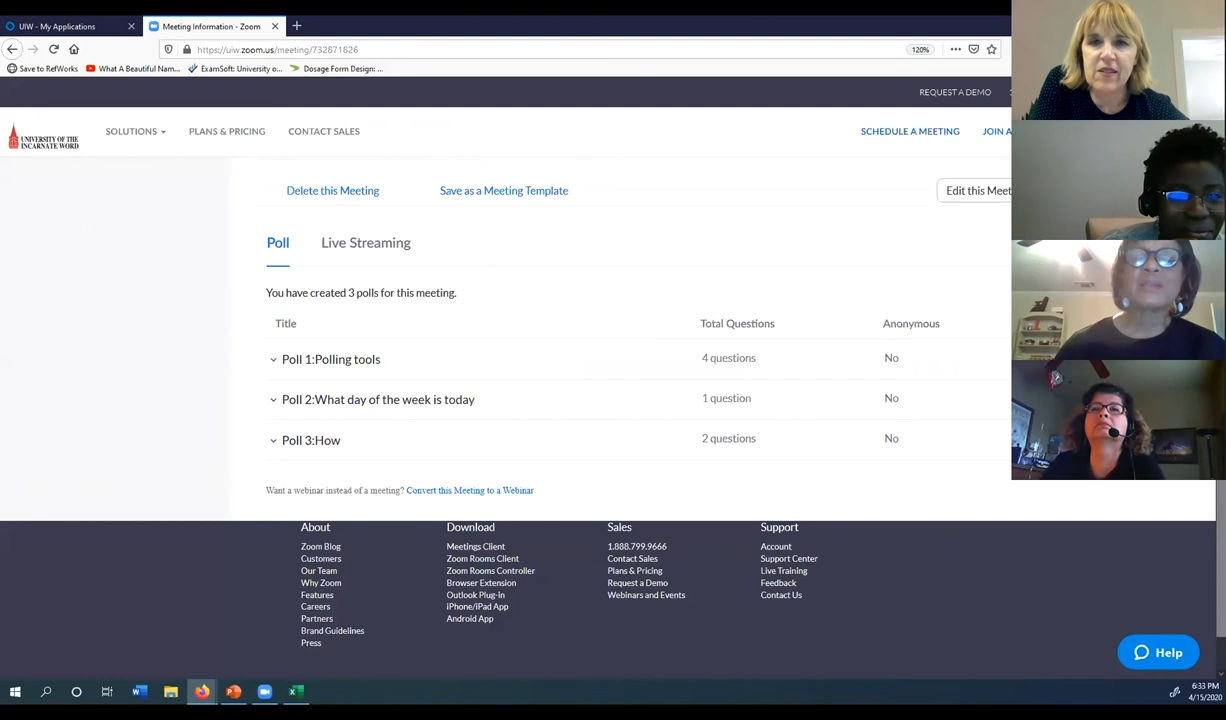 UIW - My Applications
Meeting Information - Zoom
https://uiw.zoom.us/meeting/732871826
120%
Save to RefWorks
What A Beautiful Nam...
ExamSoft: University o...
Dosage Form Design: ...
REQUEST A DEMO
UNIVERSITY OF THE
INCARNATE WORD
SOLUTIONS
PLANS & PRICING
CONTACT SALES
SCHEDULE A MEETING
JOIN A
Delete this Meeting
Save as a Meeting Template
Edit this Meet
Poll
Live Streaming
You have created 3 polls for this meeting.
Title
Total Questions
Anonymous
Poll 1:Polling tools
4 questions
No
Poll 2:What day of the week is today
1 question
No
Poll 3:How
2 questions
No
Want a webinar instead of a meeting? Convert this Meeting to a Webinar
About
Zoom Blog
Customers
Our Team
Why Zoom
Features
Careers
Partners
Brand Guidelines
Press
Download
Meetings Client
Zoom Rooms Client
Zoom Rooms Controller
Browser Extension
Outlook Plug-in
iPhone/iPad App
Android App
Sales
1.888.799.9666
Contact Sales
Plans & Pricing
Request a Demo
Webinars and Events
Support
Account
Support Center
Live Training
Feedback
Contact Us
Help
6:33 PM
4/15/2020